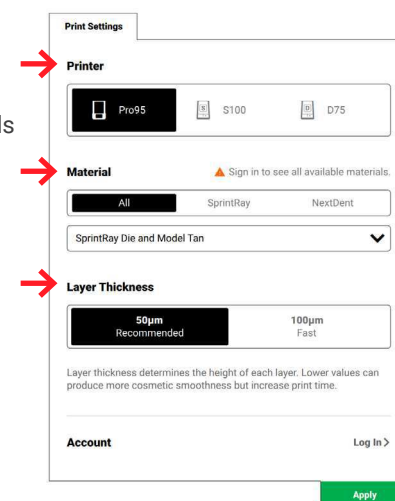 Print Settings
Printer
Pro95 S S100 D D75
ls
Material Sign in to see all available materials.
All SprintRay NextDent
SprintRay Die and Model Tan
Layer Thickness
50µm 100µm
Recommended Fast
Layer thickness determines the height of each layer. Lower values can
produce more cosmetic smoothness but increase print time.
Account Log In >
Apply